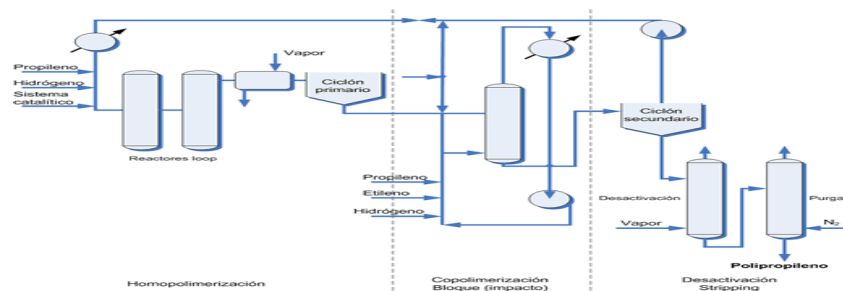 Vapor
Propileno
Hidrógeno
Sistema
catalítico
Ciclón
primario
Reactores loop
Ciclón
secundario
Propileno
Etileno
Hidrógeno
Desactivación
Purga
Vapor
N₂
Polipropileno
Homopolimerización
Copolimerización
Bloque (impacto)
Desactivación
Stripping